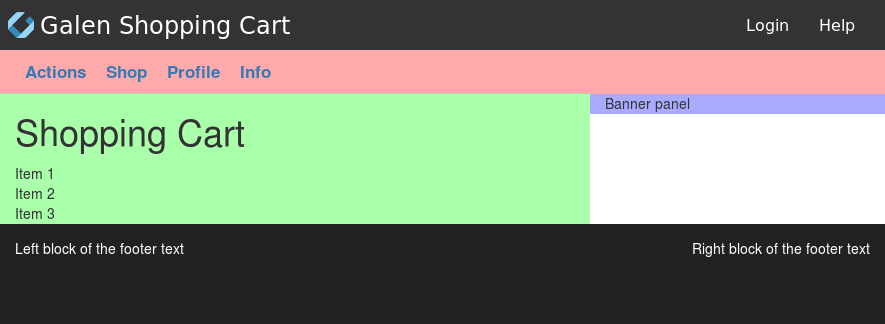 Galen Shopping Cart Login Help
Actions Shop Profile Info
Banner panel
Shopping Cart
Item 1
Item 2
Item 3
Left block of the footer text Right block of the footer text